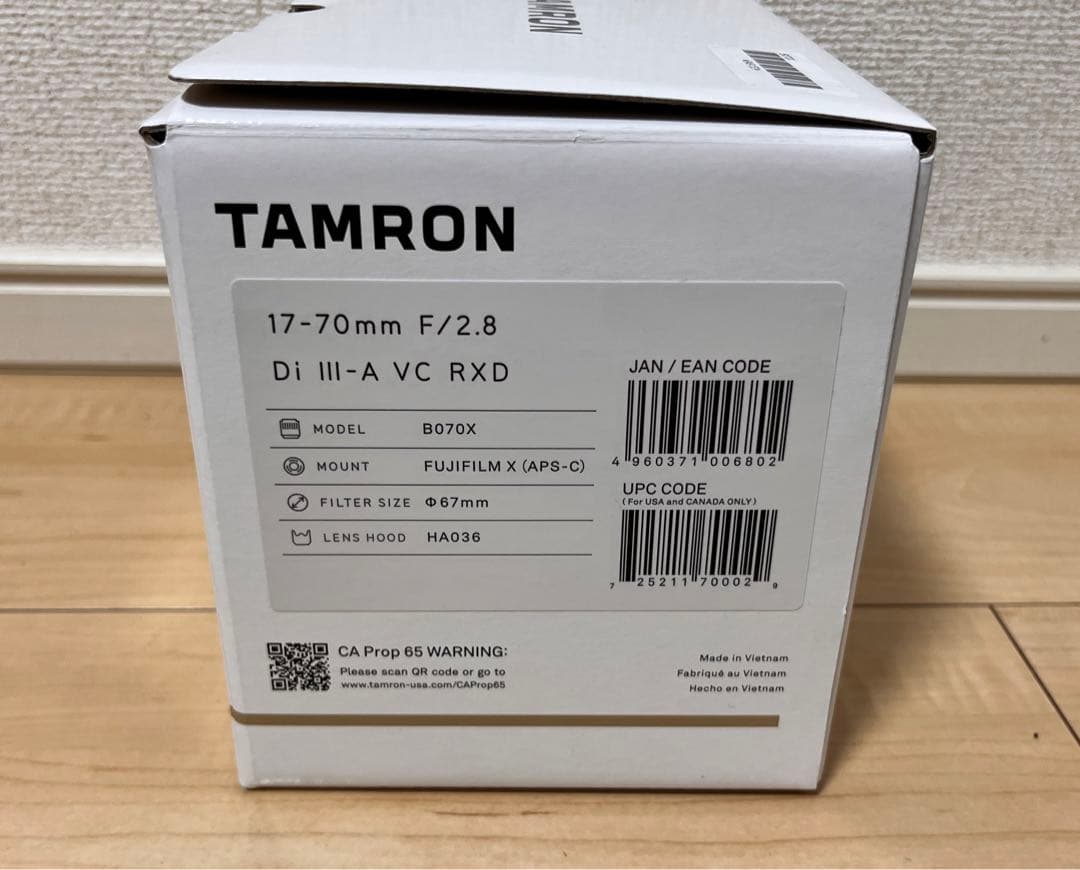 TAMRON
TAMRON
17-70mm F/2.8
Di III-A VC RXD
MODEL B070X
MOUNT FUJIFILM X (APS-C)
FILTER SIZE Φ67mm
LENS HOOD HA036
JAN / EAN CODE
4 960371 006802
UPC CODE
(For USA and CANADA ONLY)
7 25211 70002 9
CA Prop 65 WARNING:
Please scan QR code or go to
www.tamron-usa.com/CAProp65
Made in Vietnam
Fabriqué au Vietnam
Hecho en Vietnam